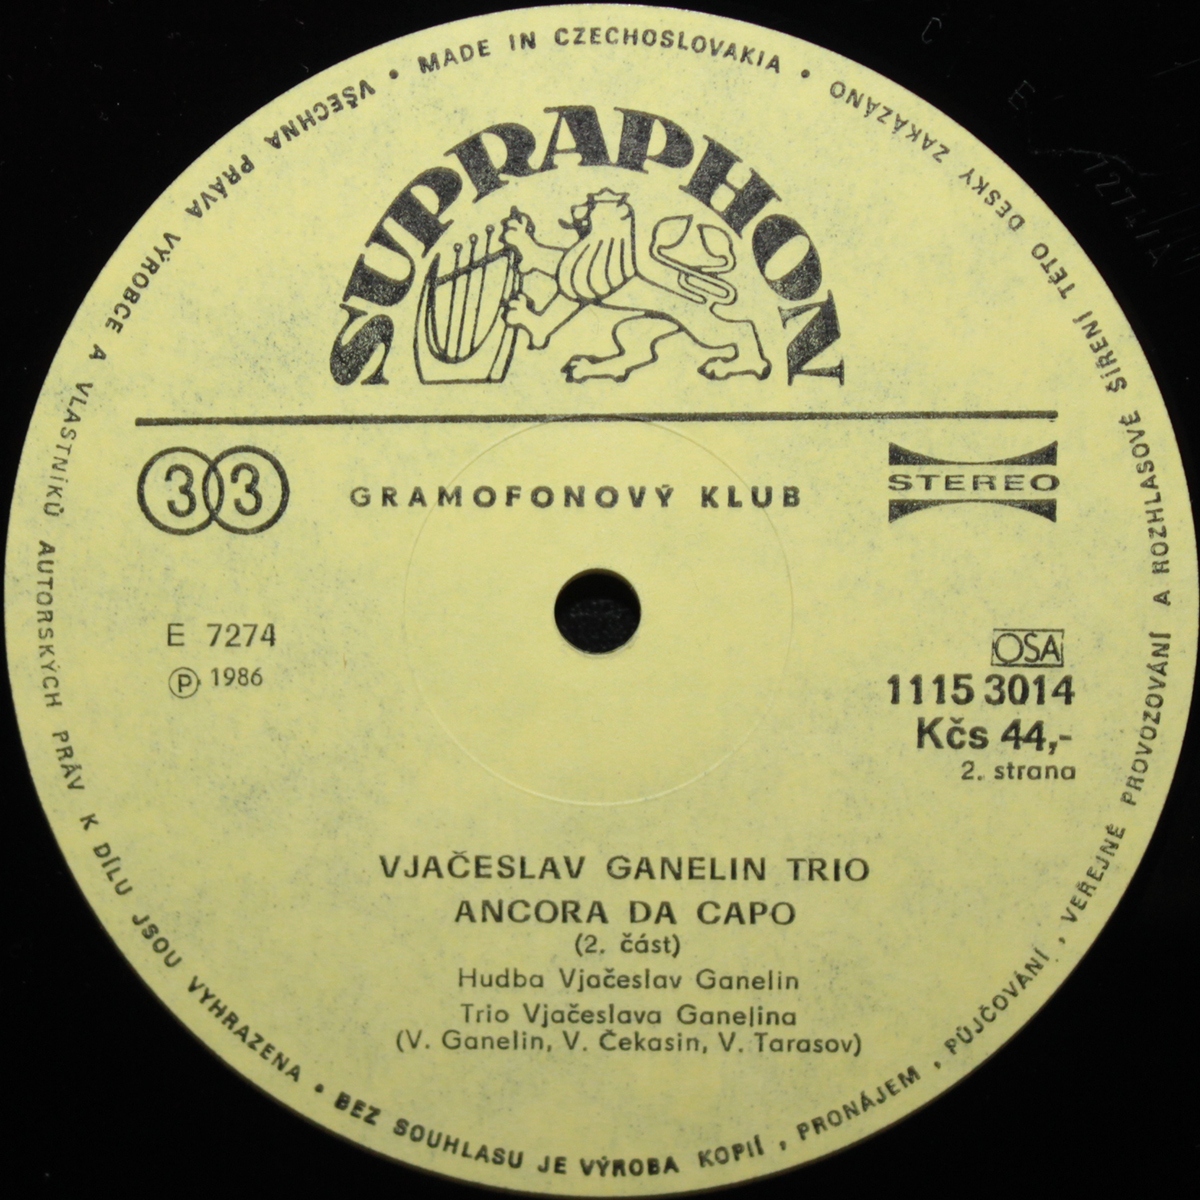 MADE IN CZECHOSLOVAKIA •
VŠECHNA PRÁVA VÝROBCE A VLASTNÍKŮ AUTORSKÝCH PRÁV K DÍLU JSOU VYHRAZENA • BEZ SOUHLASU JE VÝROBA KOPIÍ, PRONÁJEM, PŮJČOVÁNÍ, VEŘEJNÉ PROVOZOVÁNÍ A ROZHLASOVÉ ŠÍŘENÍ TÉTO DESKY ZAKÁZÁNO •
SUPRAPHON
33
GRAMOFONOVÝ KLUB
STEREO
E 7274
Ⓟ 1986
OSA
1115 3014
Kčs 44,-
2. strana
VJAČESLAV GANELIN TRIO
ANCORA DA CAPO
(2. část)
Hudba Vjačeslav Ganelin
Trio Vjačeslava Ganelina
(V. Ganelin, V. Čekasin, V. Tarasov)